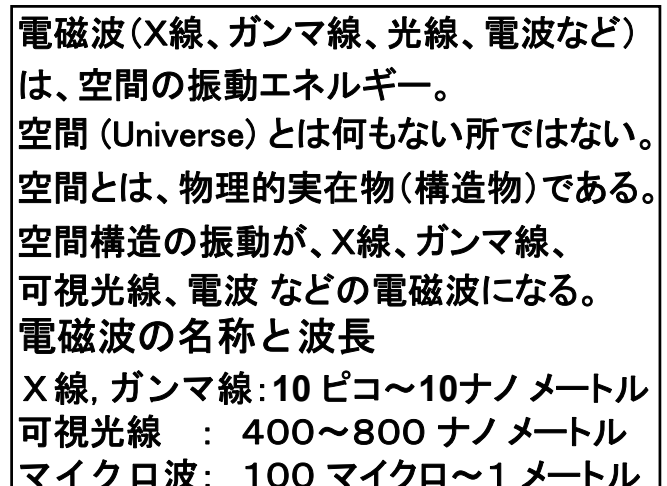 電磁波（X線、ガンマ線、光線、電波など）
は、空間の振動エネルギー。
空間 (Universe) とは何もない所ではない。
空間とは、物理的実在物（構造物）である。
空間構造の振動が、X線、ガンマ線、
可視光線、電波 などの電磁波になる。
電磁波の名称と波長
X 線, ガンマ線：10 ピコ～10ナノ メートル
可視光線　：　４００～８００ ナノ メートル
マイクロ波：　１００ マイクロ～１ メートル